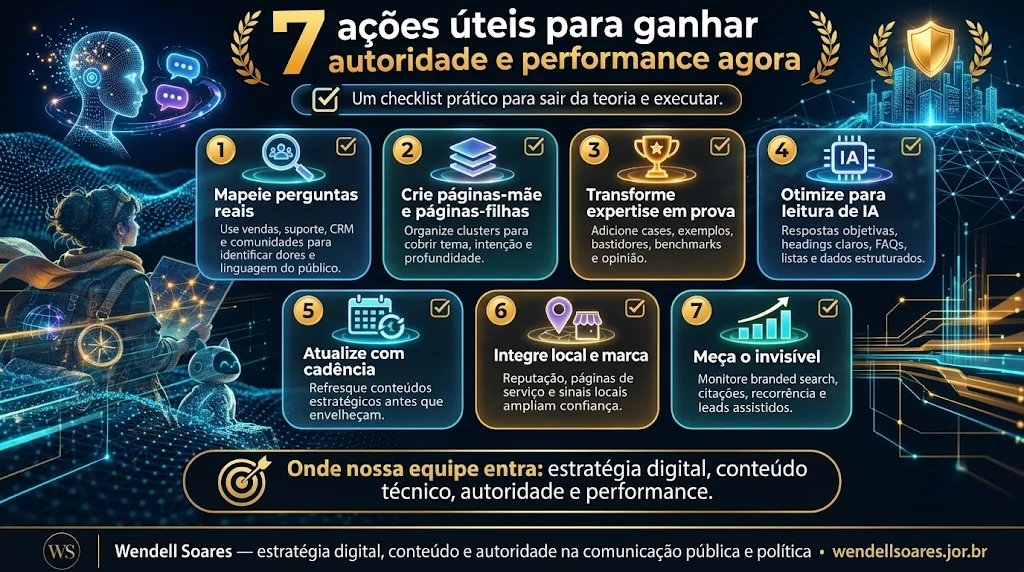 7 ações úteis para ganhar
autoridade e performance agora
Um checklist prático para sair da teoria e executar.
1
Mapeie perguntas
reais
Use vendas, suporte, CRM
e comunidades para
identificar dores e
linguagem do público.
2
Crie páginas-mãe
e páginas-filhas
Organize clusters para
cobrir tema, intenção e
profundidade.
3
Transforme
expertise em prova
Adicione cases, exemplos,
bastidores, benchmarks
e opinião.
4
IA
Otimize para
leitura de IA
Respostas objetivas,
headings claros, FAQs,
listas e dados estruturados.
5
Atualize com
cadência
Refresque conteúdos
estratégicos antes que
envelheçam.
6
Integre local e marca
Reputação, páginas de
serviço e sinais locais
ampliam confiança.
7
Meça o invisível
Monitore branded search,
citações, recorrência e
leads assistidos.
Onde nossa equipe entra: estratégia digital, conteúdo
técnico, autoridade e performance.
WS
Wendell Soares — estratégia digital, conteúdo e autoridade na comunicação pública e política • wendellsoares.jor.br